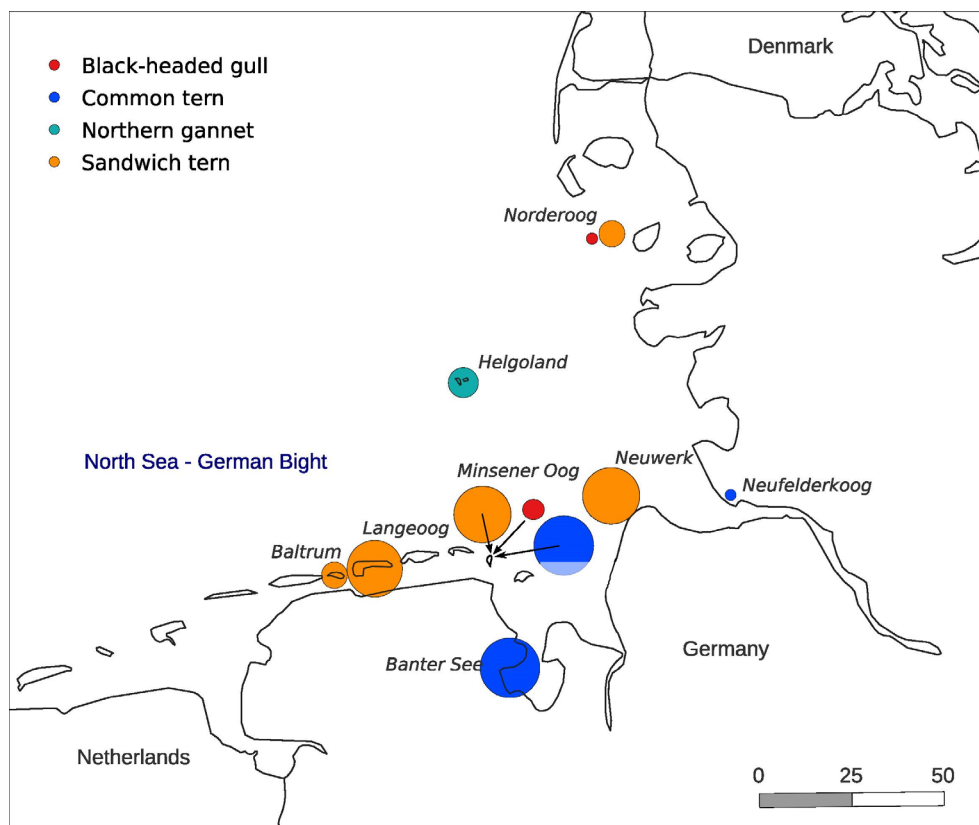 Denmark
Black-headed gull
Common tern
Northern gannet
Sandwich tern
Norderoog
Helgoland
North Sea - German Bight
Minsener Oog
Neuwerk
Neufelderkoog
Langeoog
Baltrum
Banter See
Germany
Netherlands
0 25 50